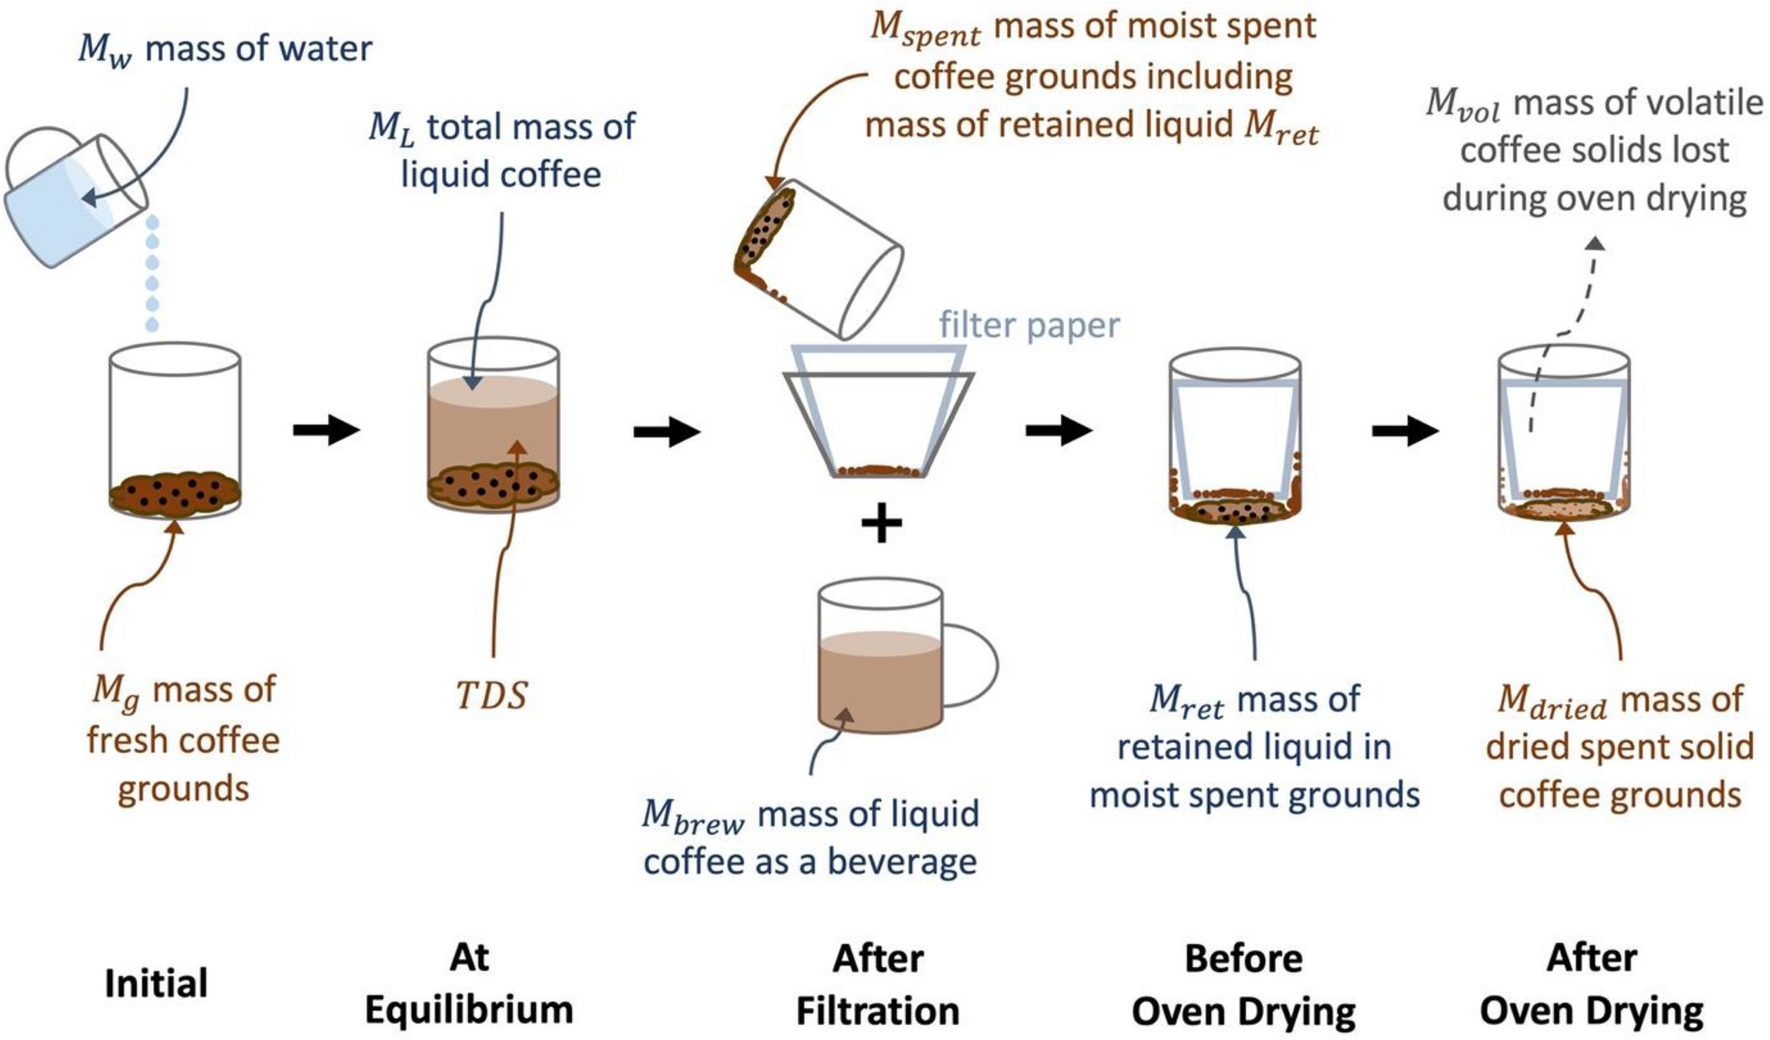 M_w mass of water
M_L total mass of
liquid coffee
M_spent mass of moist spent
coffee grounds including
mass of retained liquid M_ret
M_vol mass of volatile
coffee solids lost
during oven drying
filter paper
M_g mass of
fresh coffee
grounds
TDS
M_brew mass of liquid
coffee as a beverage
M_ret mass of
retained liquid in
moist spent grounds
M_dried mass of
dried spent solid
coffee grounds
+
Initial
At
Equilibrium
After
Filtration
Before
Oven Drying
After
Oven Drying